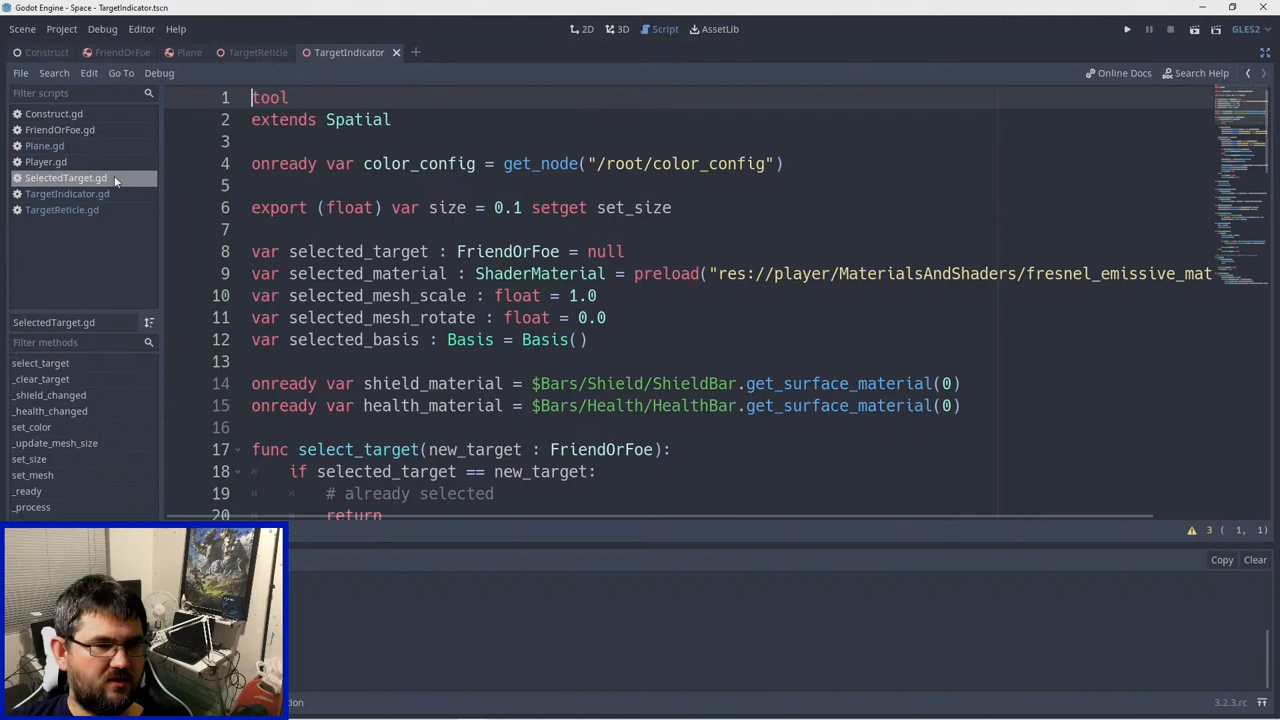 Godot Engine - Space - TargetIndicator.tscn
Scene Project Debug Editor Help
2D 3D Script AssetLib
GLES2
Construct FriendOrFoe Plane TargetReticle TargetIndicator
File Search Edit Go To Debug
Online Docs Search Help
Filter scripts
Construct.gd
FriendOrFoe.gd
Plane.gd
Player.gd
SelectedTarget.gd
TargetIndicator.gd
TargetReticle.gd
SelectedTarget.gd
Filter methods
select_target
_clear_target
_shield_changed
_health_changed
set_color
_update_mesh_size
set_size
set_mesh
_ready
_process
1 tool
2 extends Spatial
3
4 onready var color_config = get_node("/root/color_config")
5
6 export (float) var size = 0.1 setget set_size
7
8 var selected_target : FriendOrFoe = null
9 var selected_material : ShaderMaterial = preload("res://player/MaterialsAndShaders/fresnel_emissive_mat
10 var selected_mesh_scale : float = 1.0
11 var selected_mesh_rotate : float = 0.0
12 var selected_basis : Basis = Basis()
13
14 onready var shield_material = $Bars/Shield/ShieldBar.get_surface_material(0)
15 onready var health_material = $Bars/Health/HealthBar.get_surface_material(0)
16
17 func select_target(new_target : FriendOrFoe):
18 if selected_target == new_target:
19 # already selected
20 return
3 ( 1, 1)
Copy Clear
tion
3.2.3.rc